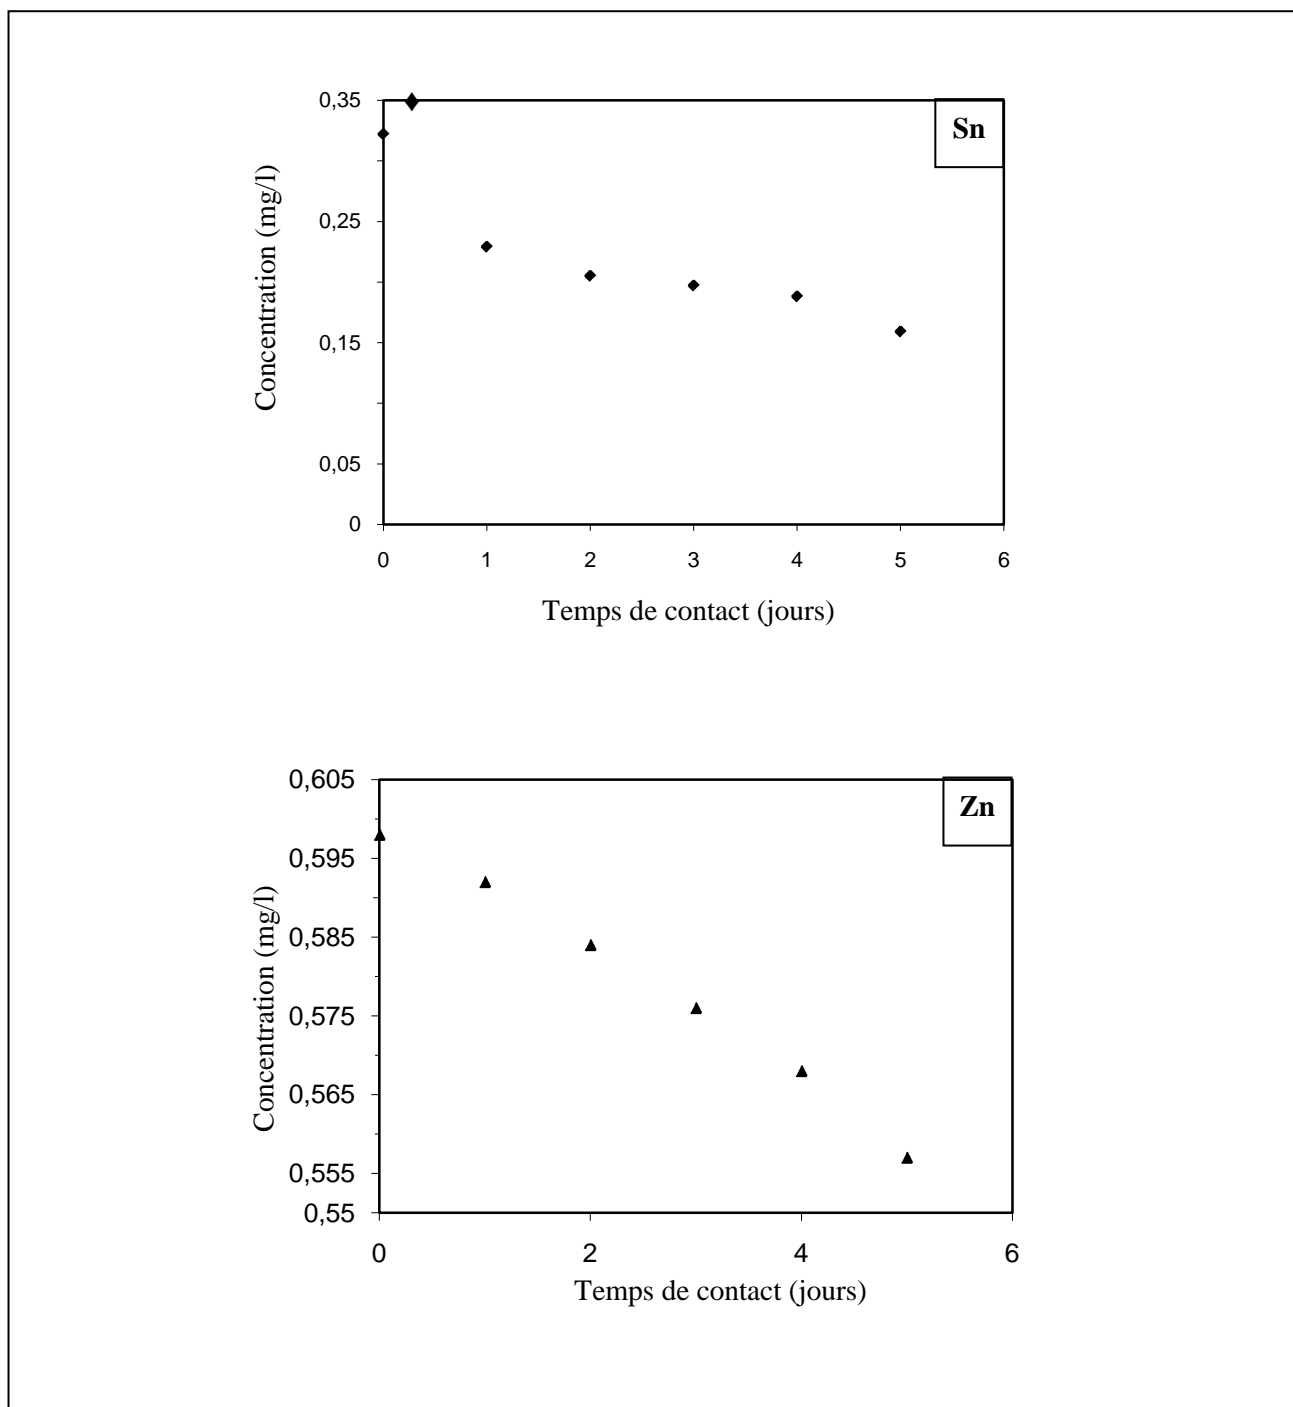 Sn
Concentration (mg/l)
0,35
0,25
0,15
0,05
0
0 1 2 3 4 5 6
Temps de contact (jours)
Zn
Concentration (mg/l)
0,605
0,595
0,585
0,575
0,565
0,555
0,55
0 2 4 6
Temps de contact (jours)